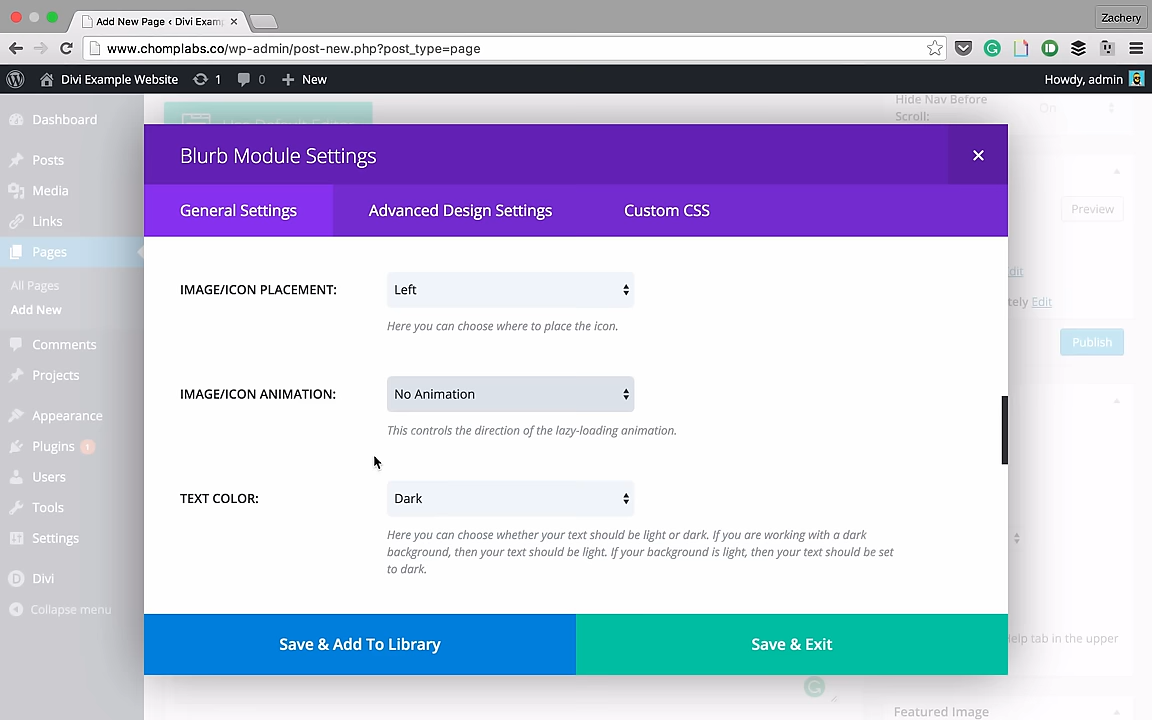 Add New Page ‹ Divi Exam
Zachery
www.chomplabs.co/wp-admin/post-new.php?post_type=page
Divi Example Website
1
0
New
Howdy, admin
Dashboard
Posts
Media
Links
Pages
All Pages
Add New
Comments
Projects
Appearance
Plugins 1
Users
Tools
Settings
Divi
Collapse menu
Use Default Editor
Hide Nav Before
Scroll:
On
Preview
dit
tely Edit
Publish
Help tab in the upper
Featured Image
Blurb Module Settings
General Settings
Advanced Design Settings
Custom CSS
IMAGE/ICON PLACEMENT:
Left
Here you can choose where to place the icon.
IMAGE/ICON ANIMATION:
No Animation
This controls the direction of the lazy-loading animation.
TEXT COLOR:
Dark
Here you can choose whether your text should be light or dark. If you are working with a dark
background, then your text should be light. If your background is light, then your text should be set
to dark.
Save & Add To Library
Save & Exit